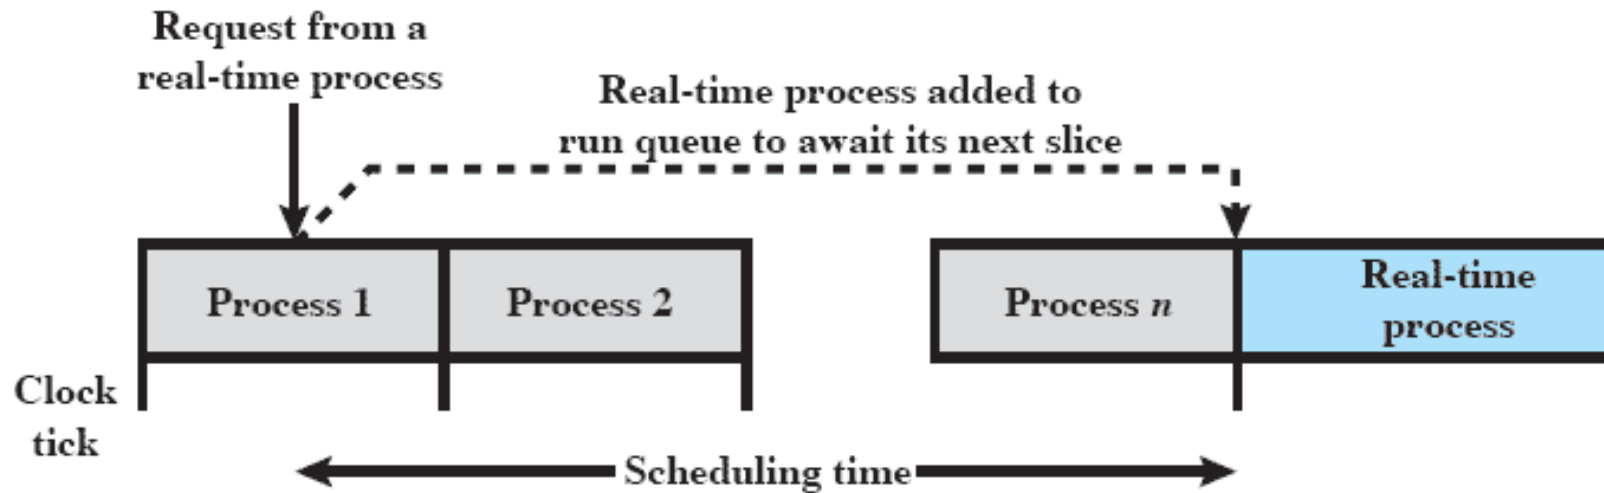 Request from a
real-time process
Real-time process added to
run queue to await its next slice
Process 1
Process 2
Process n
Real-time
process
Clock
tick
Scheduling time